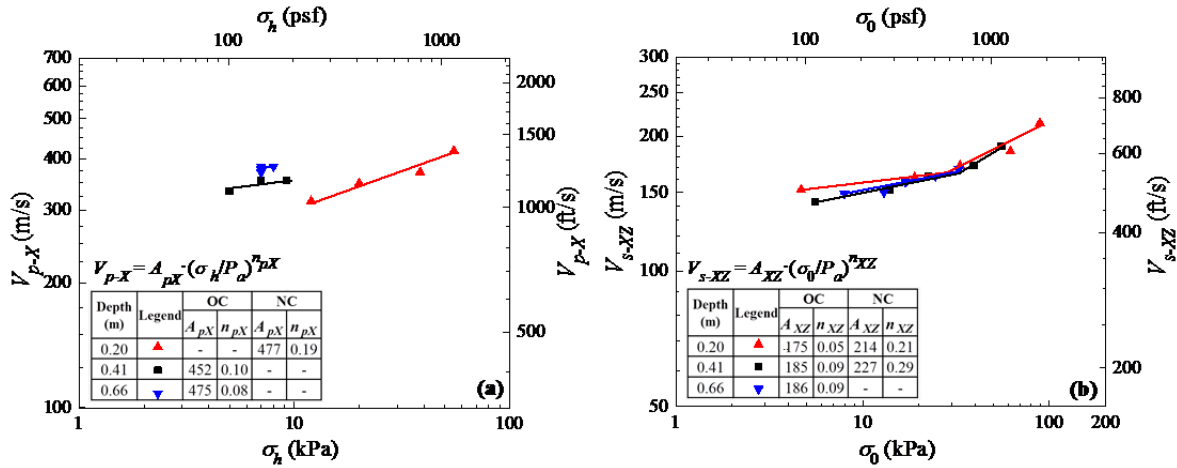 σh (psf)
100 1000
700
600
500
400
300
200
100
Vp-X (m/s)
2000
1500
1000
500
Vp-X (ft/s)
Vp-X = ApX·(σh/Pa)^npX
Depth (m) Legend OC NC
ApX npX ApX npX
0.20 - - 477 0.19
0.41 452 0.10 - -
0.66 475 0.08 - -
(a)
1 10 100
σh (kPa)
σ0 (psf)
100 1000
300
250
200
150
100
50
Vs-XZ (m/s)
800
600
400
200
Vs-XZ (ft/s)
Vs-XZ = AXZ·(σ0/Pa)^nXZ
Depth (m) Legend OC NC
AXZ nXZ AXZ nXZ
0.20 175 0.05 214 0.21
0.41 185 0.09 227 0.29
0.66 186 0.09 - -
(b)
1 10 100 200
σ0 (kPa)